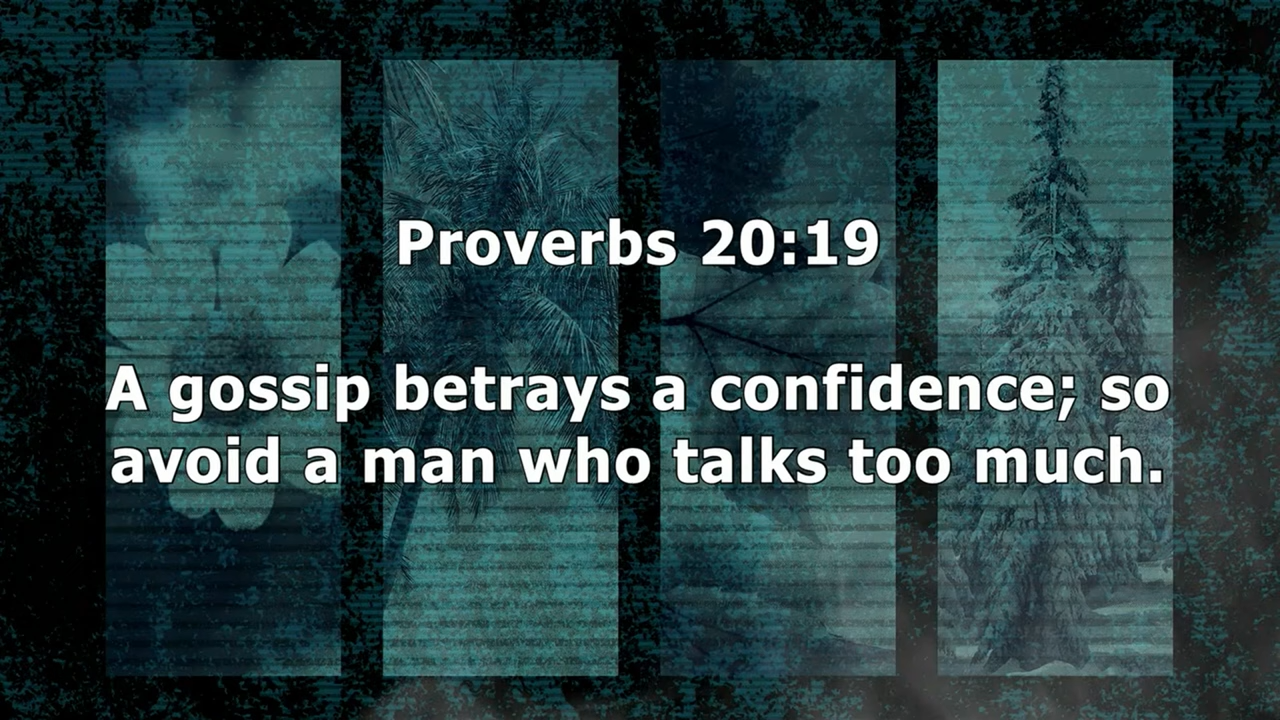 Proverbs 20:19
A gossip betrays a confidence; so
avoid a man who talks too much.